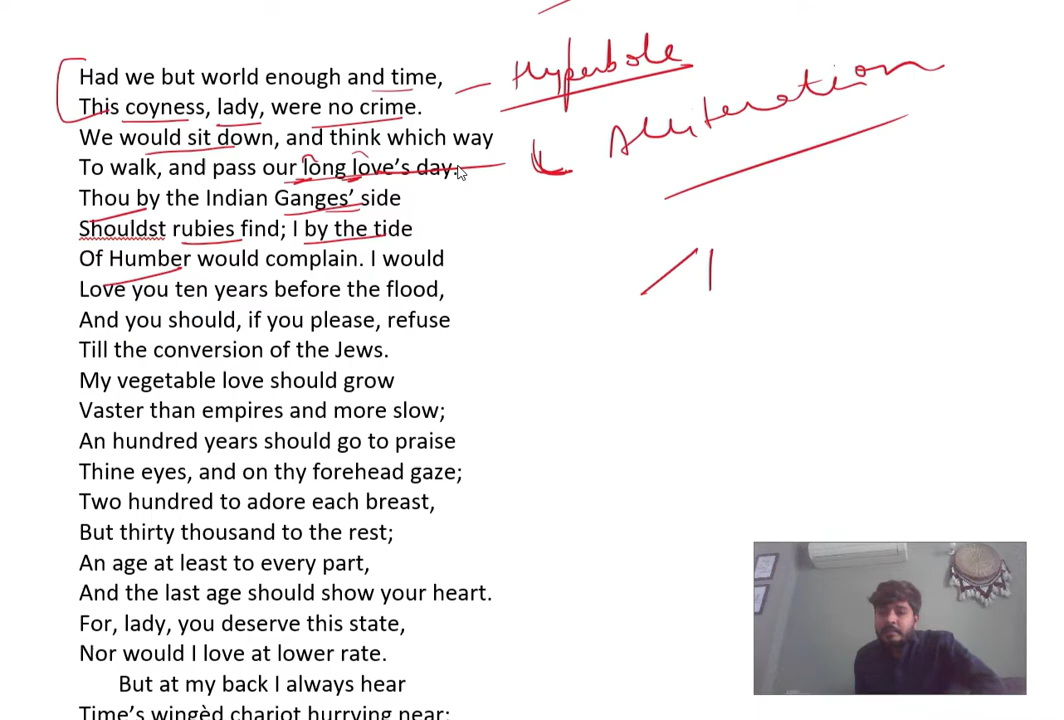 Had we but world enough and time,
Hyperbole
This coyness, lady, were no crime.
Alliteration
We would sit down, and think which way
To walk, and pass our long love's day.
Thou by the Indian Ganges' side
Shouldst rubies find; I by the tide
Of Humber would complain. I would
Love you ten years before the flood,
And you should, if you please, refuse
Till the conversion of the Jews.
My vegetable love should grow
Vaster than empires and more slow;
An hundred years should go to praise
Thine eyes, and on thy forehead gaze;
Two hundred to adore each breast,
But thirty thousand to the rest;
An age at least to every part,
And the last age should show your heart.
For, lady, you deserve this state,
Nor would I love at lower rate.
But at my back I always hear
Time's wingèd chariot hurrying near;